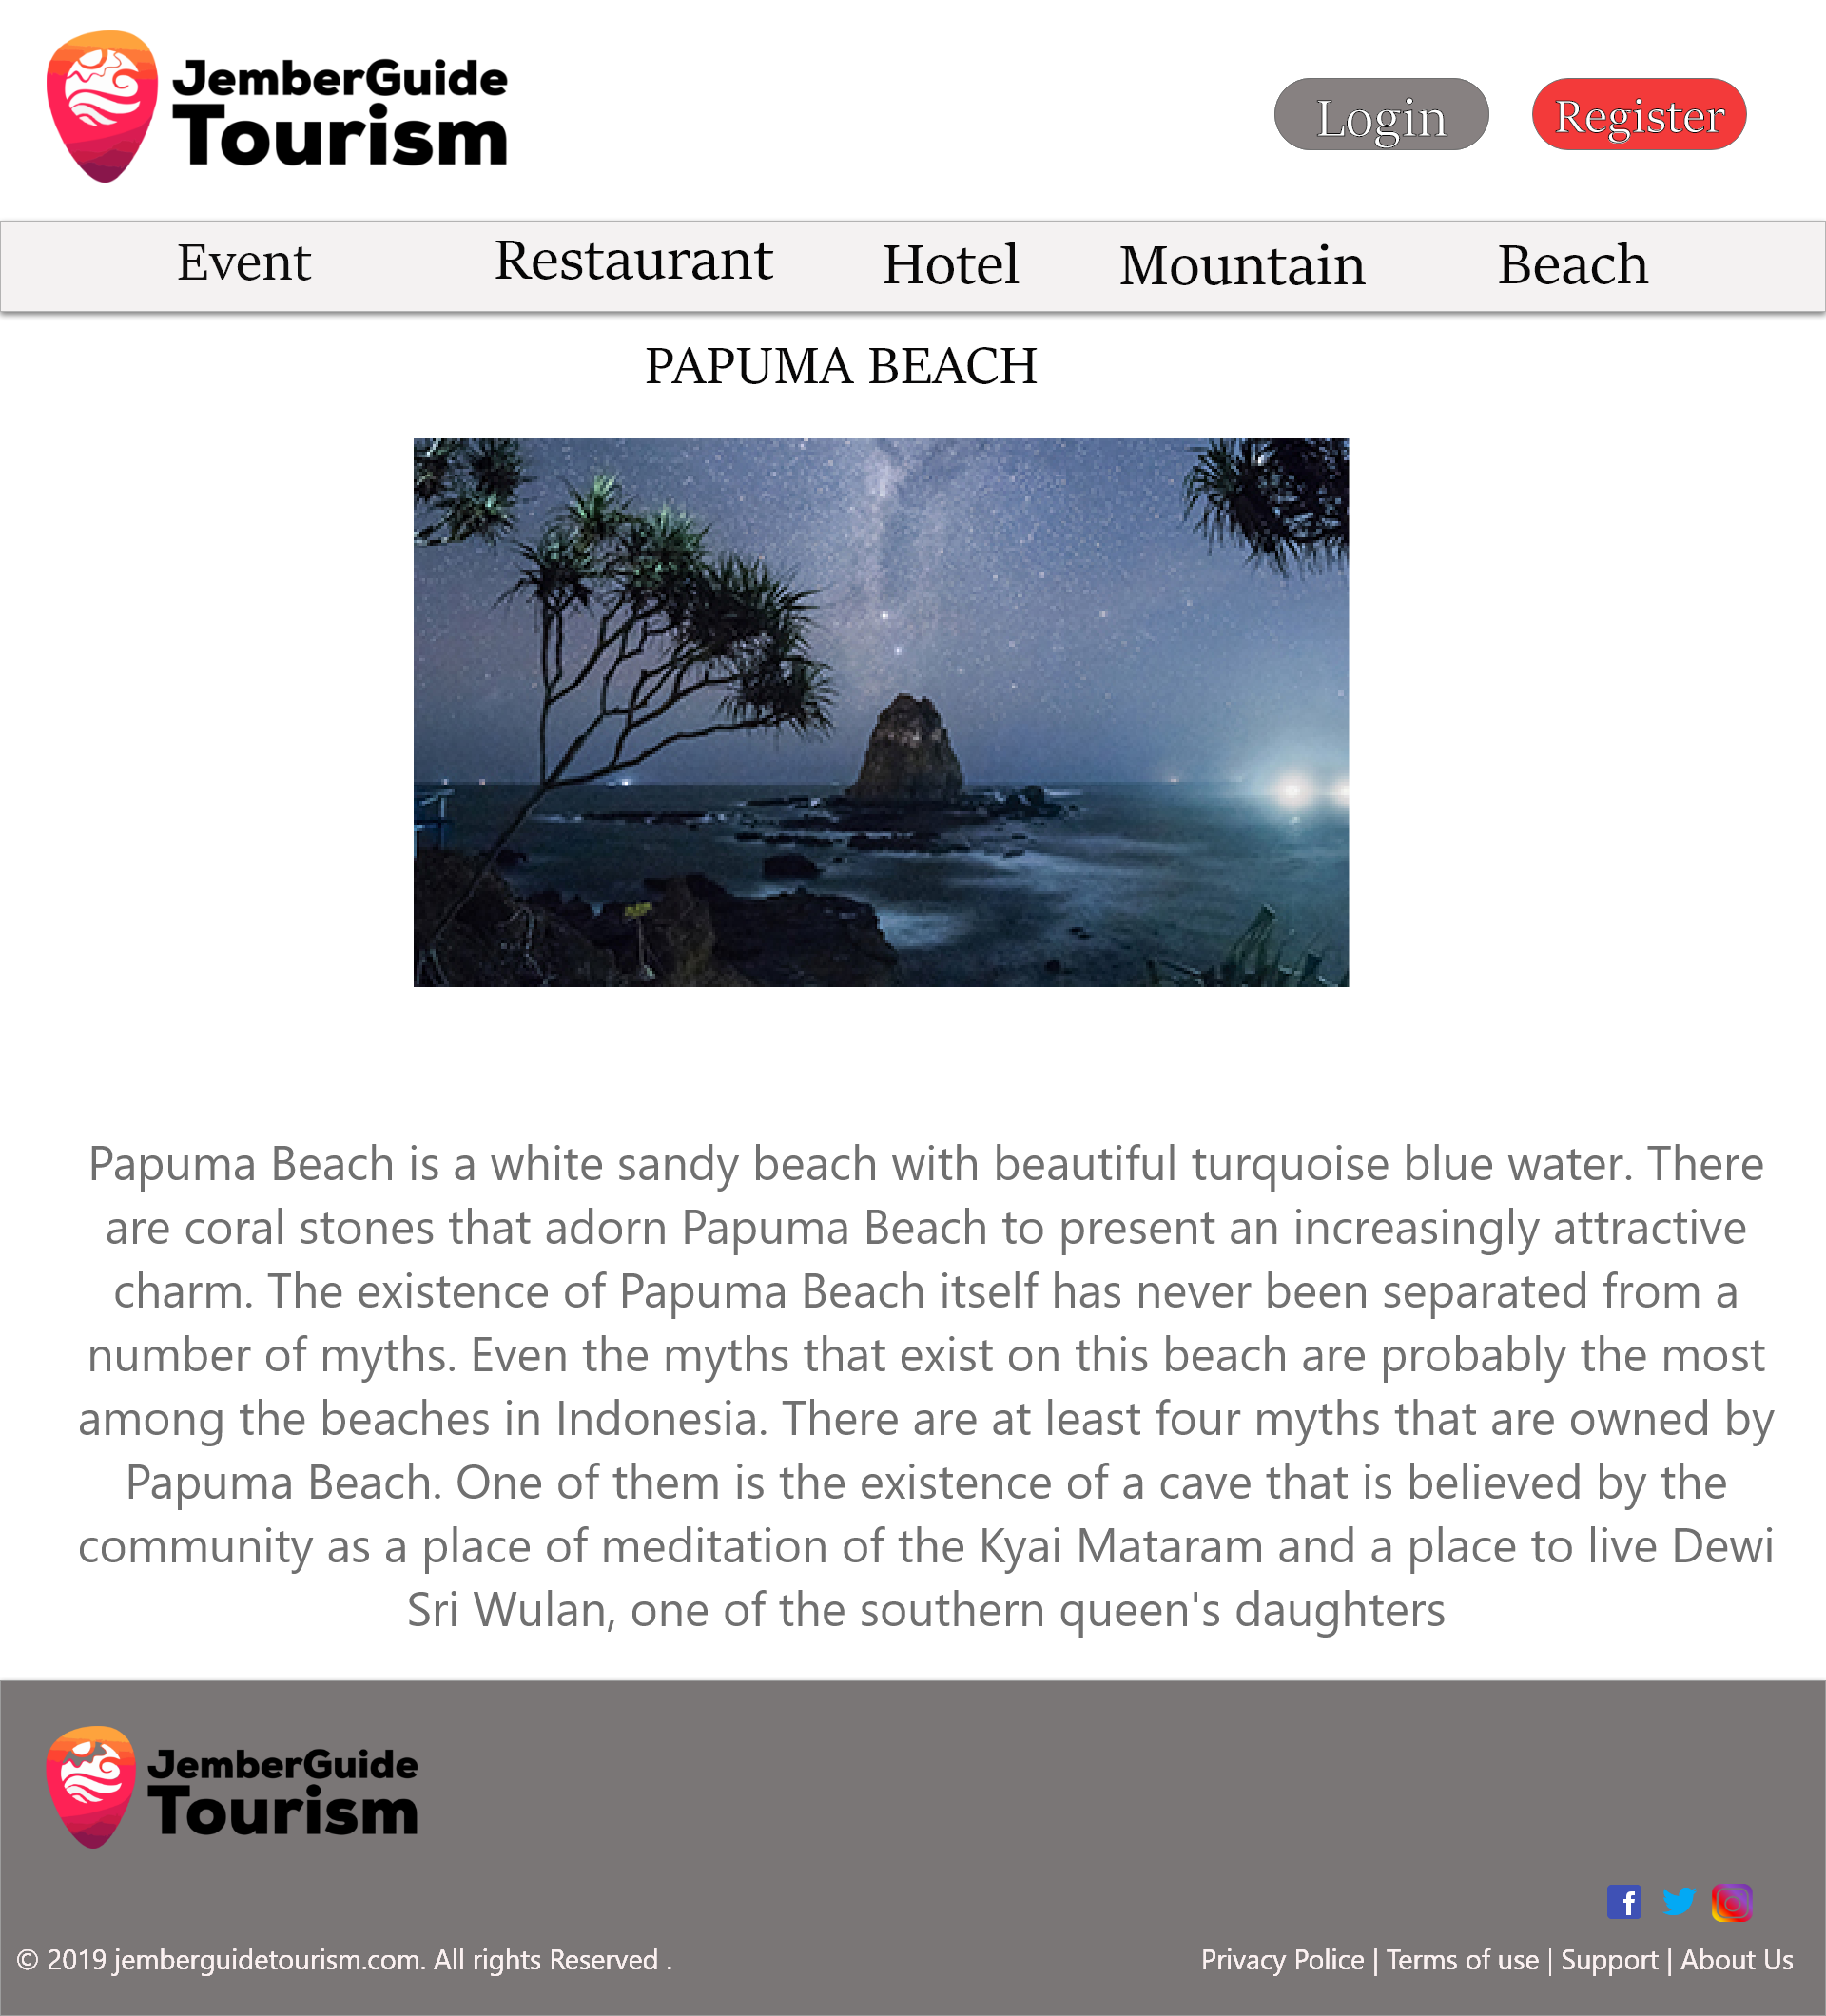 JemberGuide
Tourism
Login
Register
Event
Restaurant
Hotel
Mountain
Beach
PAPUMA BEACH
Papuma Beach is a white sandy beach with beautiful turquoise blue water. There
are coral stones that adorn Papuma Beach to present an increasingly attractive
charm. The existence of Papuma Beach itself has never been separated from a
number of myths. Even the myths that exist on this beach are probably the most
among the beaches in Indonesia. There are at least four myths that are owned by
Papuma Beach. One of them is the existence of a cave that is believed by the
community as a place of meditation of the Kyai Mataram and a place to live Dewi
Sri Wulan, one of the southern queen's daughters
JemberGuide
Tourism
© 2019 jemberguidetourism.com. All rights Reserved .
Privacy Police | Terms of use | Support | About Us